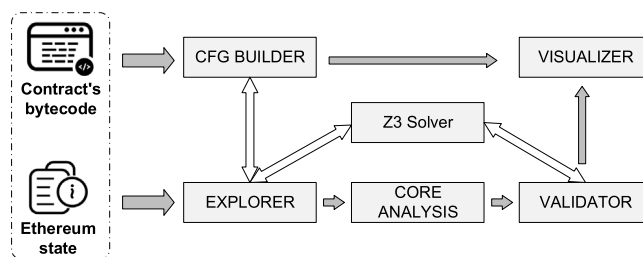 Contract's
bytecode
CFG BUILDER
VISUALIZER
Z3 Solver
Ethereum
state
EXPLORER
CORE
ANALYSIS
VALIDATOR